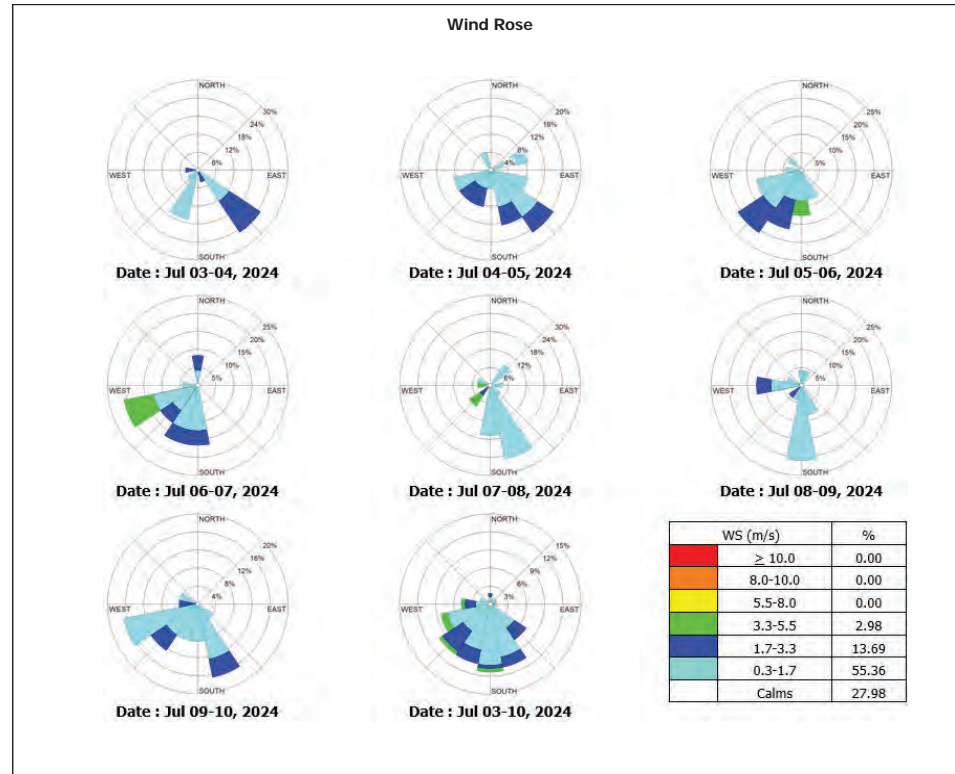 Wind Rose
NORTH
30%
24%
18%
12%
6%
WEST
EAST
SOUTH
Date : Jul 03-04, 2024
NORTH
20%
16%
12%
8%
4%
WEST
EAST
SOUTH
Date : Jul 04-05, 2024
NORTH
25%
20%
15%
10%
5%
WEST
EAST
SOUTH
Date : Jul 05-06, 2024
NORTH
25%
20%
15%
10%
5%
WEST
EAST
SOUTH
Date : Jul 06-07, 2024
NORTH
30%
24%
18%
12%
6%
WEST
EAST
SOUTH
Date : Jul 07-08, 2024
NORTH
25%
20%
15%
10%
5%
WEST
EAST
SOUTH
Date : Jul 08-09, 2024
NORTH
20%
16%
12%
8%
4%
WEST
EAST
SOUTH
Date : Jul 09-10, 2024
NORTH
15%
12%
9%
6%
3%
WEST
EAST
SOUTH
Date : Jul 03-10, 2024
WS (m/s) %
≥ 10.0 0.00
8.0-10.0 0.00
5.5-8.0 0.00
3.3-5.5 2.98
1.7-3.3 13.69
0.3-1.7 55.36
Calms 27.98